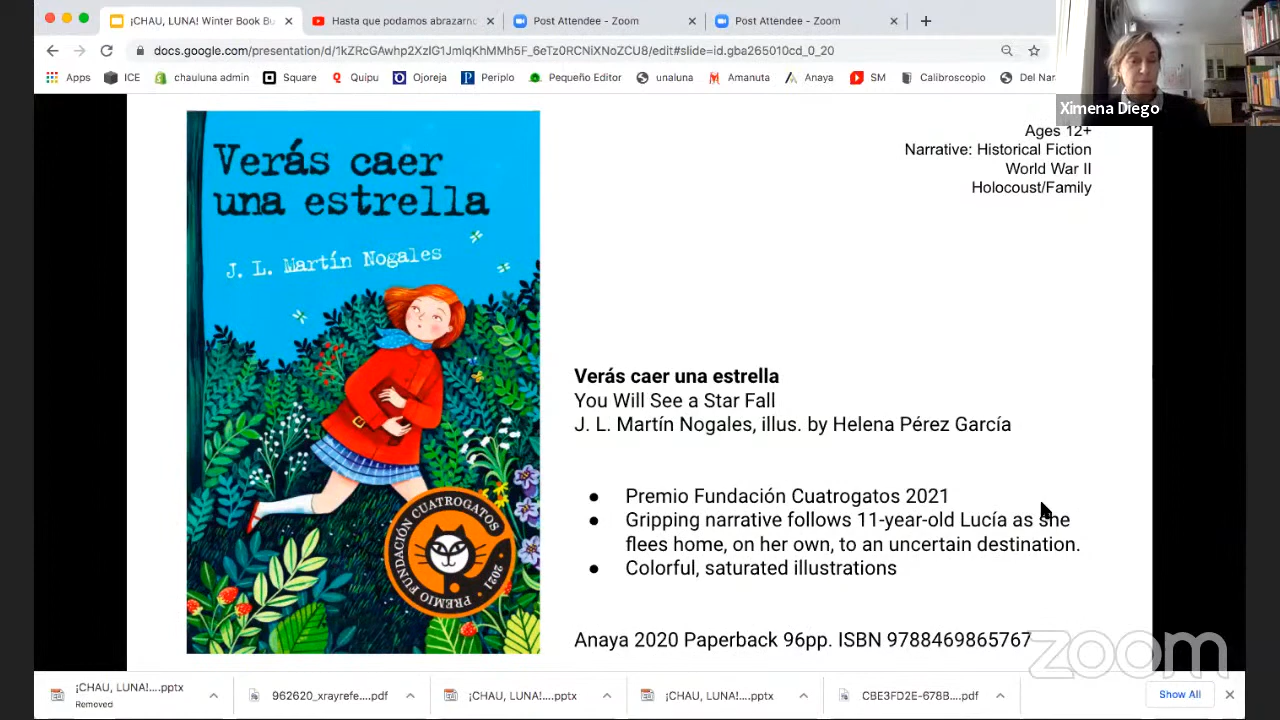 ¡CHAU, LUNA! Winter Book Bu
Hasta que podamos abrazarno
Post Attendee - Zoom
Post Attendee - Zoom
docs.google.com/presentation/d/1kZRcGAwhp2XzlG1JmlqKhMMh5F_6eTz0RCNiXNoZCU8/edit#slide=id.gba265010cd_0_20
Apps
ICE
chauluna admin
Square
Quipu
Ojoreja
Periplo
Pequeño Editor
unaluna
Amanuta
Anaya
SM
Calibroscopio
Del Nar
Ximena Diego
Verás caer
una estrella
J. L. Martín Nogales
PREMIO FUNDACIÓN CUATROGATOS · 2021 ·
Ages 12+
Narrative: Historical Fiction
World War II
Holocoust/Family
Verás caer una estrella
You Will See a Star Fall
J. L. Martín Nogales, illus. by Helena Pérez García
● Premio Fundación Cuatrogatos 2021
● Gripping narrative follows 11-year-old Lucía as she
flees home, on her own, to an uncertain destination.
● Colorful, saturated illustrations
Anaya 2020 Paperback 96pp. ISBN 9788469865767
zoom
¡CHAU, LUNA!....pptx
Removed
962620_xrayrefe....pdf
¡CHAU, LUNA!....pptx
¡CHAU, LUNA!....pptx
CBE3FD2E-678B....pdf
Show All